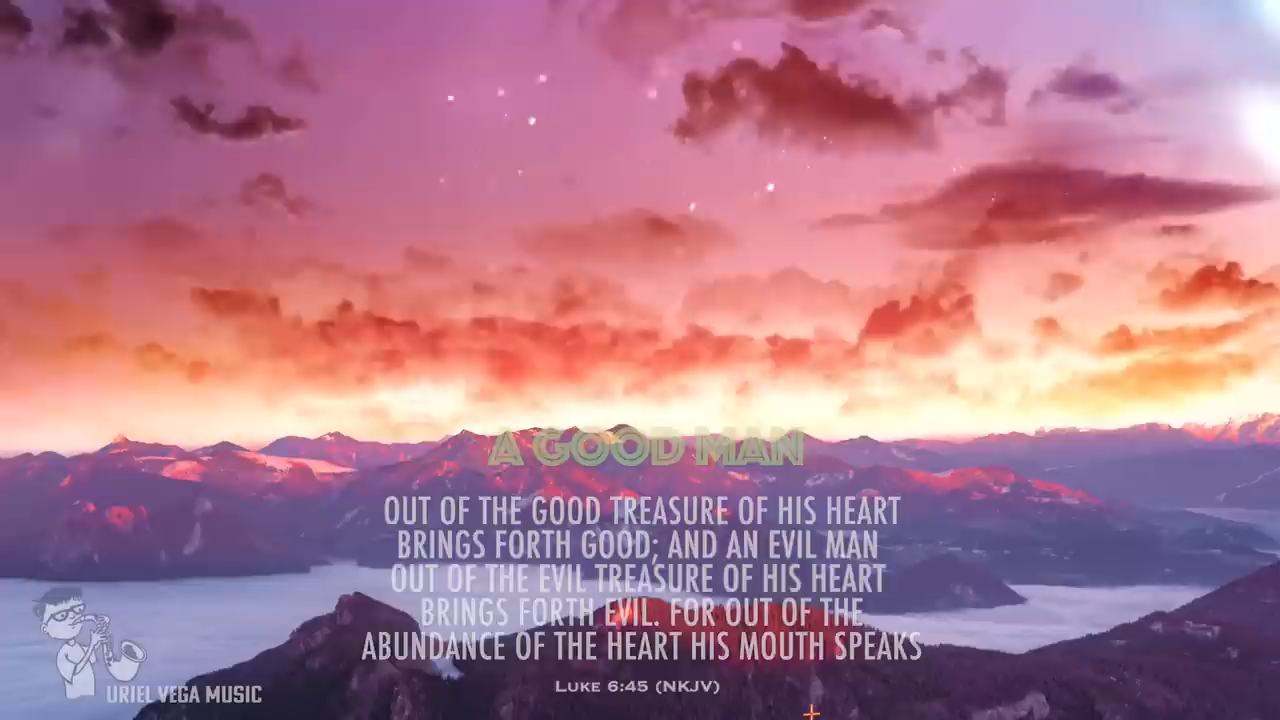 A GOOD MAN
OUT OF THE GOOD TREASURE OF HIS HEART
BRINGS FORTH GOOD; AND AN EVIL MAN
OUT OF THE EVIL TREASURE OF HIS HEART
BRINGS FORTH EVIL. FOR OUT OF THE
ABUNDANCE OF THE HEART HIS MOUTH SPEAKS
LUKE 6:45 (NKJV)
URIEL VEGA MUSIC